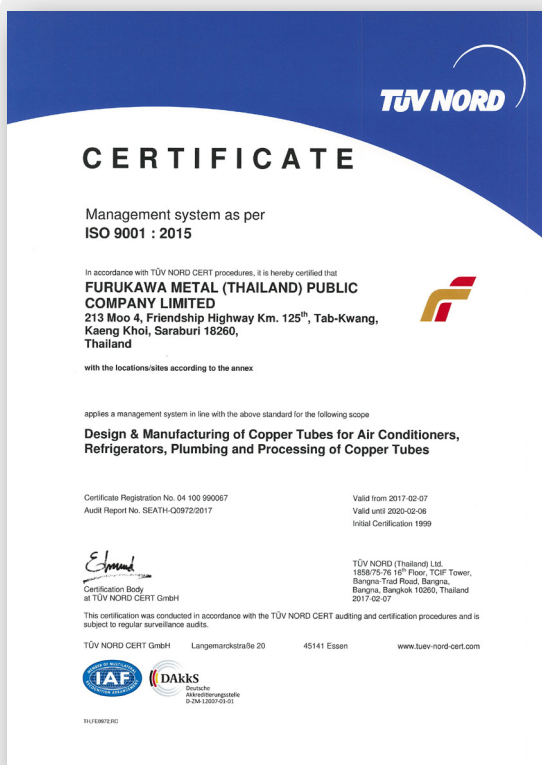 TÜV NORD
CERTIFICATE
Management system as per
ISO 9001 : 2015
In accordance with TÜV NORD CERT procedures, it is hereby certified that
FURUKAWA METAL (THAILAND) PUBLIC
COMPANY LIMITED
213 Moo 4, Friendship Highway Km. 125th, Tab-Kwang,
Kaeng Khoi, Saraburi 18260,
Thailand
with the locations/sites according to the annex
applies a management system in line with the above standard for the following scope
Design & Manufacturing of Copper Tubes for Air Conditioners,
Refrigerators, Plumbing and Processing of Copper Tubes
Certificate Registration No. 04 100 990067
Audit Report No. SEATH-Q0972/2017
Valid from 2017-02-07
Valid until 2020-02-06
Initial Certification 1999
Certification Body
at TÜV NORD CERT GmbH
TÜV NORD (Thailand) Ltd.
1858/75-76 16th Floor, TCIF Tower,
Bangna-Trad Road, Bangna,
Bangna, Bangkok 10260, Thailand
2017-02-07
This certification was conducted in accordance with the TÜV NORD CERT auditing and certification procedures and is
subject to regular surveillance audits.
TÜV NORD CERT GmbH Langemarckstraße 20 45141 Essen www.tuev-nord-cert.com
MEMBER OF MULTILATERAL
IAF
RECOGNITION ARRANGEMENT
DAkkS
Deutsche
Akkreditierungsstelle
D-ZM-12007-01-01